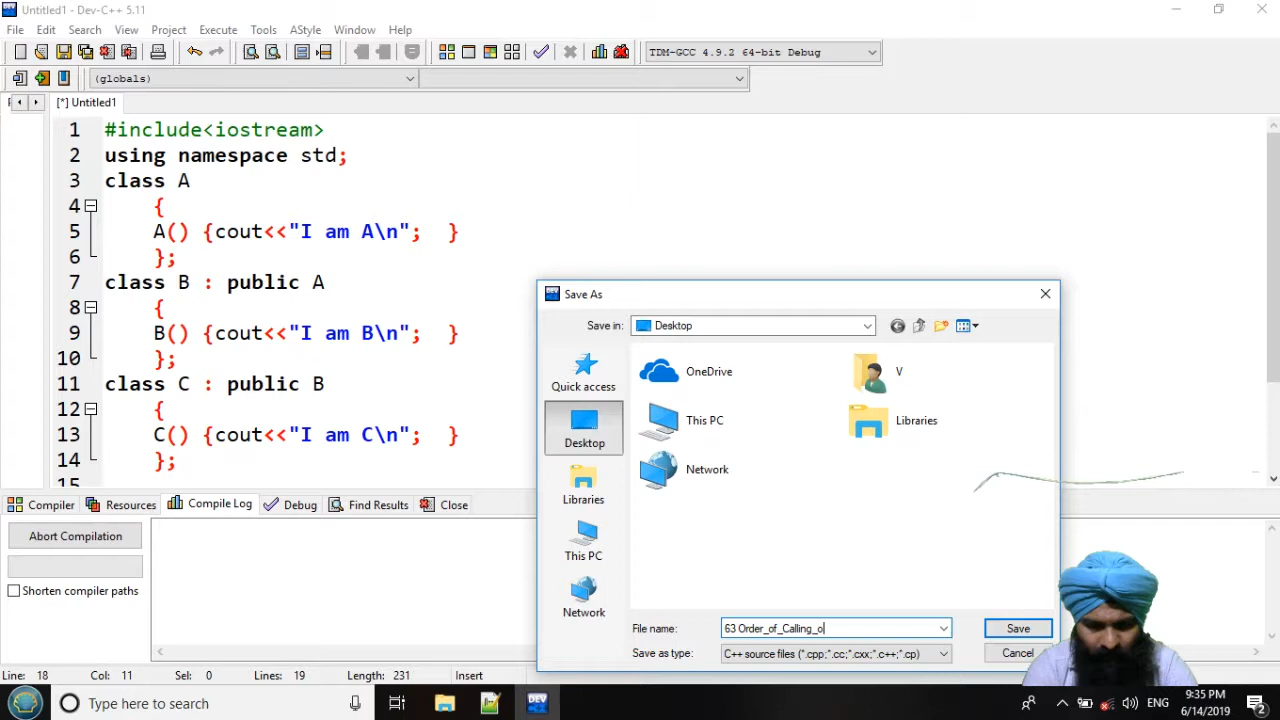 Untitled1 - Dev-C++ 5.11
File Edit Search View Project Execute Tools AStyle Window Help
TDM-GCC 4.9.2 64-bit Debug
(globals)
[*] Untitled1
1 #include<iostream>
2 using namespace std;
3 class A
4 {
5 A() {cout<<"I am A\n"; }
6 };
7 class B : public A
8 {
9 B() {cout<<"I am B\n"; }
10 };
11 class C : public B
12 {
13 C() {cout<<"I am C\n"; }
14 };
15
Save As
Save in: Desktop
Quick access
Desktop
Libraries
This PC
Network
OneDrive V
This PC Libraries
Network
File name: 63 Order_of_Calling_o Save
Save as type: C++ source files (*.cpp;*.cc;*.cxx;*.c++;*.cp) Cancel
Compiler Resources Compile Log Debug Find Results Close
Abort Compilation
Shorten compiler paths
Line: 18 Col: 11 Sel: 0 Lines: 19 Length: 231 Insert
Type here to search
DEV
ENG
9:35 PM
6/14/2019
2